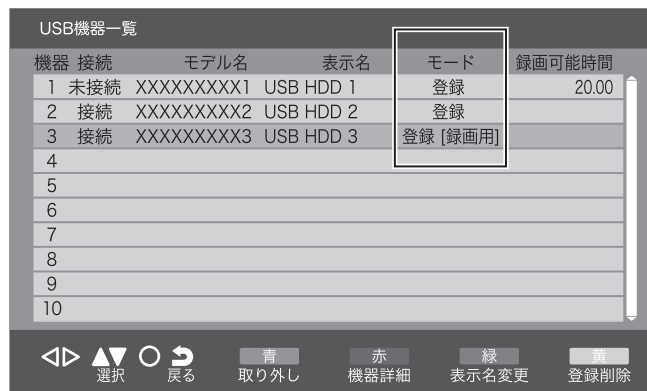 USB機器一覧
機器 接続 モデル名 表示名 モード 録画可能時間
1 未接続 XXXXXXXXX1 USB HDD 1 登録 20.00
2 接続 XXXXXXXXX2 USB HDD 2 登録
3 接続 XXXXXXXXX3 USB HDD 3 登録 [録画用]
4
5
6
7
8
9
10
選択 戻る 青 取り外し 赤 機器詳細 緑 表示名変更 黄 登録削除